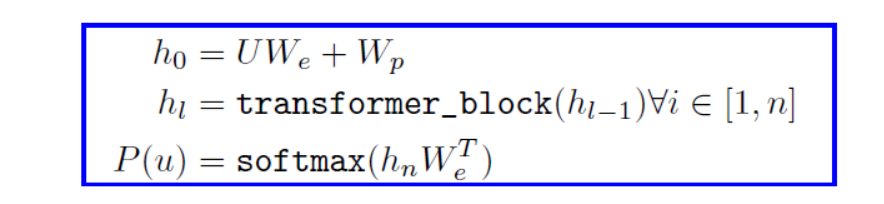 h_0 = UW_e + W_p
h_l = transformer_block(h_{l-1})∀i ∈ [1, n]
P(u) = softmax(h_n W_e^T)